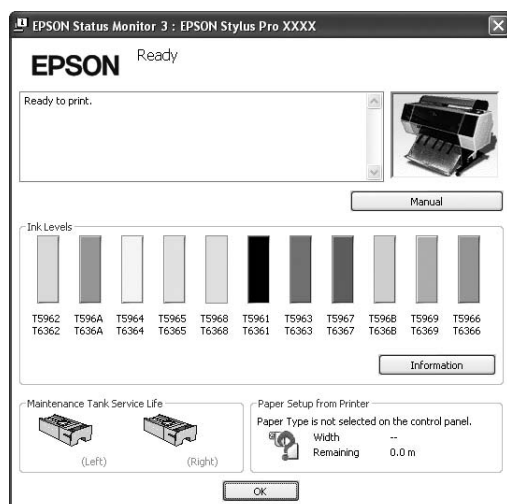 EPSON Status Monitor 3 : EPSON Stylus Pro XXXX
EPSON
Ready
Ready to print.
Manual
Ink Levels
T5962 T596A T5964 T5965 T5968 T5961 T5963 T5967 T596B T5969 T5966
T6362 T636A T6364 T6365 T6368 T6361 T6363 T6367 T636B T6369 T6366
Information
Maintenance Tank Service Life
(Left) (Right)
Paper Setup from Printer
Paper Type is not selected on the control panel.
Width --
Remaining 0.0 m
OK